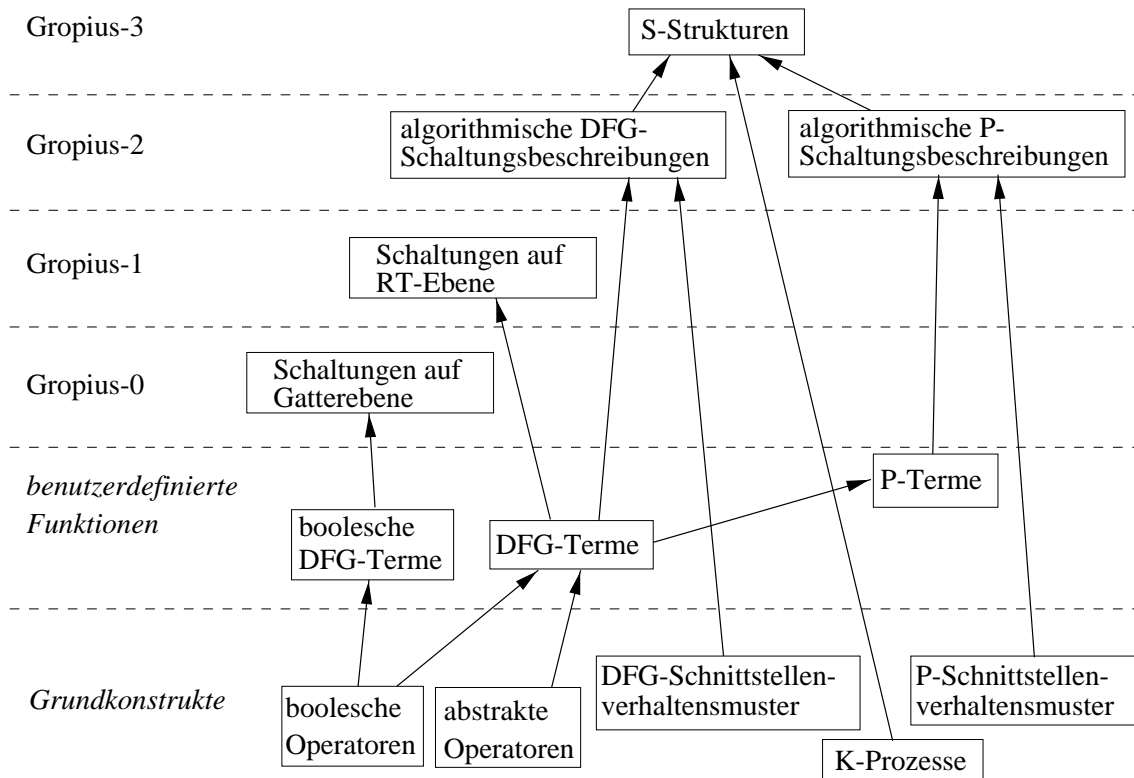 Gropius-3
S-Strukturen
Gropius-2
algorithmische DFG-
Schaltungsbeschreibungen
algorithmische P-
Schaltungsbeschreibungen
Gropius-1
Schaltungen auf
RT-Ebene
Gropius-0
Schaltungen auf
Gatterebene
benutzerdefinierte
Funktionen
boolesche
DFG-Terme
DFG-Terme
P-Terme
Grundkonstrukte
boolesche
Operatoren
abstrakte
Operatoren
DFG-Schnittstellen-
verhaltensmuster
P-Schnittstellen-
verhaltensmuster
K-Prozesse